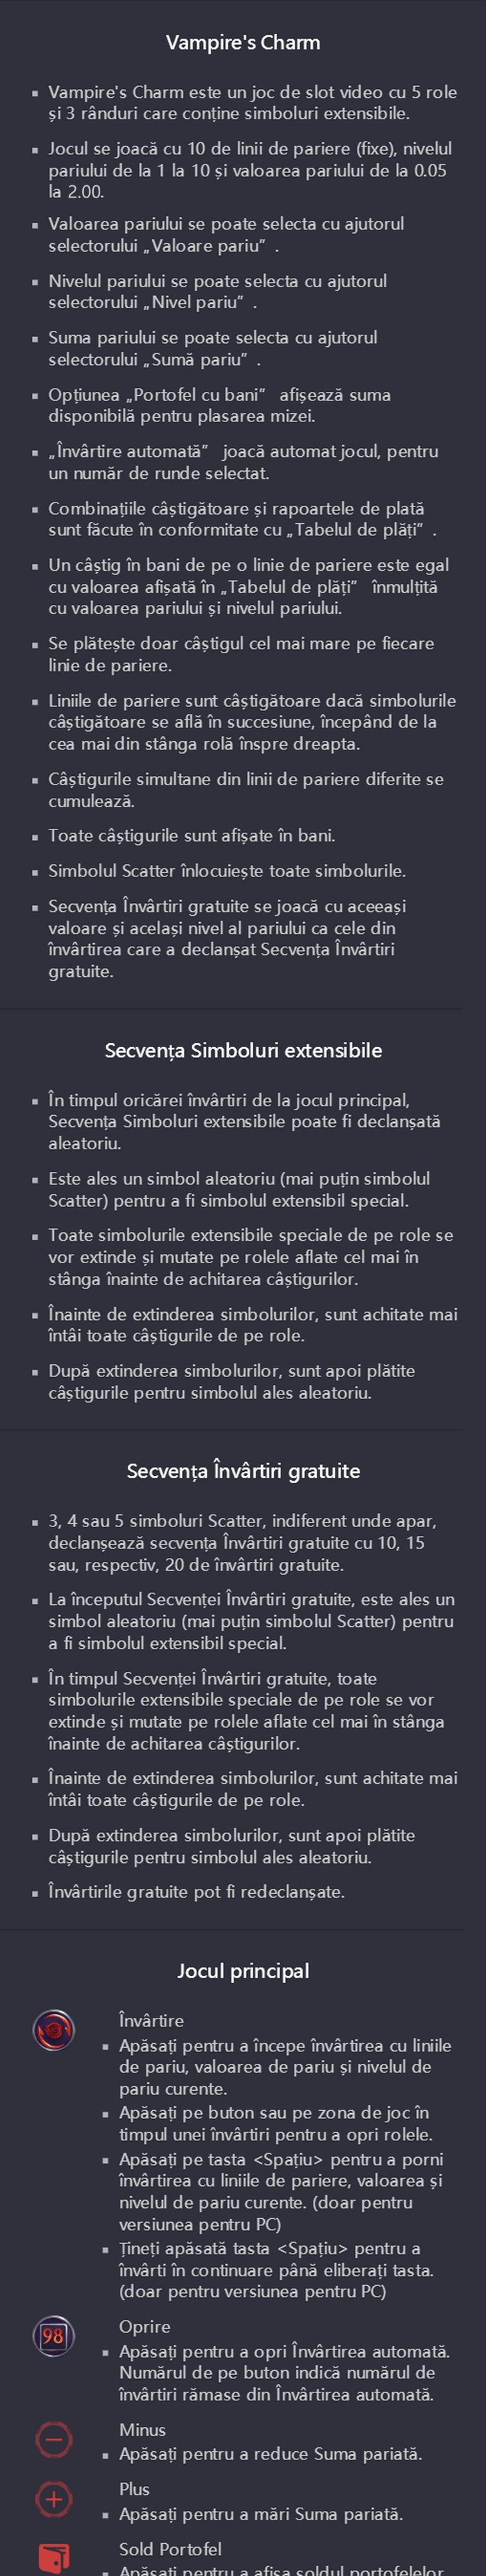 Vampire's Charm
Vampire's Charm este un joc de slot video cu 5 role
și 3 rânduri care conține simboluri extensibile.
Jocul se joacă cu 10 de linii de pariere (fixe), nivelul
pariului de la 1 la 10 și valoarea pariului de la 0.05
la 2.00.
Valoarea pariului se poate selecta cu ajutorul
selectorului „Valoare pariu” .
Nivelul pariului se poate selecta cu ajutorul
selectorului „Nivel pariu” .
Suma pariului se poate selecta cu ajutorul
selectorului „Sumă pariu” .
Opțiunea „Portofel cu bani” afișează suma
disponibilă pentru plasarea mizei.
„Învârtire automată” joacă automat jocul, pentru
un număr de runde selectat.
Combinațiile câștigătoare și rapoartele de plată
sunt făcute în conformitate cu „Tabelul de plăți” .
Un câștig în bani de pe o linie de pariere este egal
cu valoarea afișată în „Tabelul de plăți” înmulțită
cu valoarea pariului și nivelul pariului.
Se plătește doar câștigul cel mai mare pe fiecare
linie de pariere.
Liniile de pariere sunt câștigătoare dacă simbolurile
câștigătoare se află în succesiune, începând de la
cea mai din stânga rolă înspre dreapta.
Câștigurile simultane din linii de pariere diferite se
cumulează.
Toate câștigurile sunt afișate în bani.
Simbolul Scatter înlocuiește toate simbolurile.
Secvența Învârtiri gratuite se joacă cu aceeași
valoare și același nivel al pariului ca cele din
învârtirea care a declanșat Secvența Învârtiri
gratuite.
Secvența Simboluri extensibile
În timpul oricărei învârtiri de la jocul principal,
Secvența Simboluri extensibile poate fi declanșată
aleatoriu.
Este ales un simbol aleatoriu (mai puțin simbolul
Scatter) pentru a fi simbolul extensibil special.
Toate simbolurile extensibile speciale de pe role se
vor extinde și mutate pe rolele aflate cel mai în
stânga înainte de achitarea câștigurilor.
Înainte de extinderea simbolurilor, sunt achitate mai
întâi toate câștigurile de pe role.
După extinderea simbolurilor, sunt apoi plătite
câștigurile pentru simbolul ales aleatoriu.
Secvența Învârtiri gratuite
3, 4 sau 5 simboluri Scatter, indiferent unde apar,
declanșează secvența Învârtiri gratuite cu 10, 15
sau, respectiv, 20 de învârtiri gratuite.
La începutul Secvenței Învârtiri gratuite, este ales un
simbol aleatoriu (mai puțin simbolul Scatter) pentru
a fi simbolul extensibil special.
În timpul Secvenței Învârtiri gratuite, toate
simbolurile extensibile speciale de pe role se vor
extinde și mutate pe rolele aflate cel mai în stânga
înainte de achitarea câștigurilor.
Înainte de extinderea simbolurilor, sunt achitate mai
întâi toate câștigurile de pe role.
După extinderea simbolurilor, sunt apoi plătite
câștigurile pentru simbolul ales aleatoriu.
Învârtirile gratuite pot fi redeclanșate.
Jocul principal
Învârtire
Apăsați pentru a începe învârtirea cu liniile
de pariu, valoarea de pariu și nivelul de
pariu curente.
Apăsați pe buton sau pe zona de joc în
timpul unei învârtiri pentru a opri rolele.
Apăsați pe tasta <Spațiu> pentru a porni
învârtirea cu liniile de pariere, valoarea și
nivelul de pariu curente. (doar pentru
versiunea pentru PC)
Țineți apăsată tasta <Spațiu> pentru a
învârti în continuare până eliberați tasta.
(doar pentru versiunea pentru PC)
98
Oprire
Apăsați pentru a opri Învârtirea automată.
Numărul de pe buton indică numărul de
învârtiri rămase din Învârtirea automată.
Minus
Apăsați pentru a reduce Suma pariată.
Plus
Apăsați pentru a mări Suma pariată.
Sold Portofel
Apăsați pentru a afișa soldul portofelelor